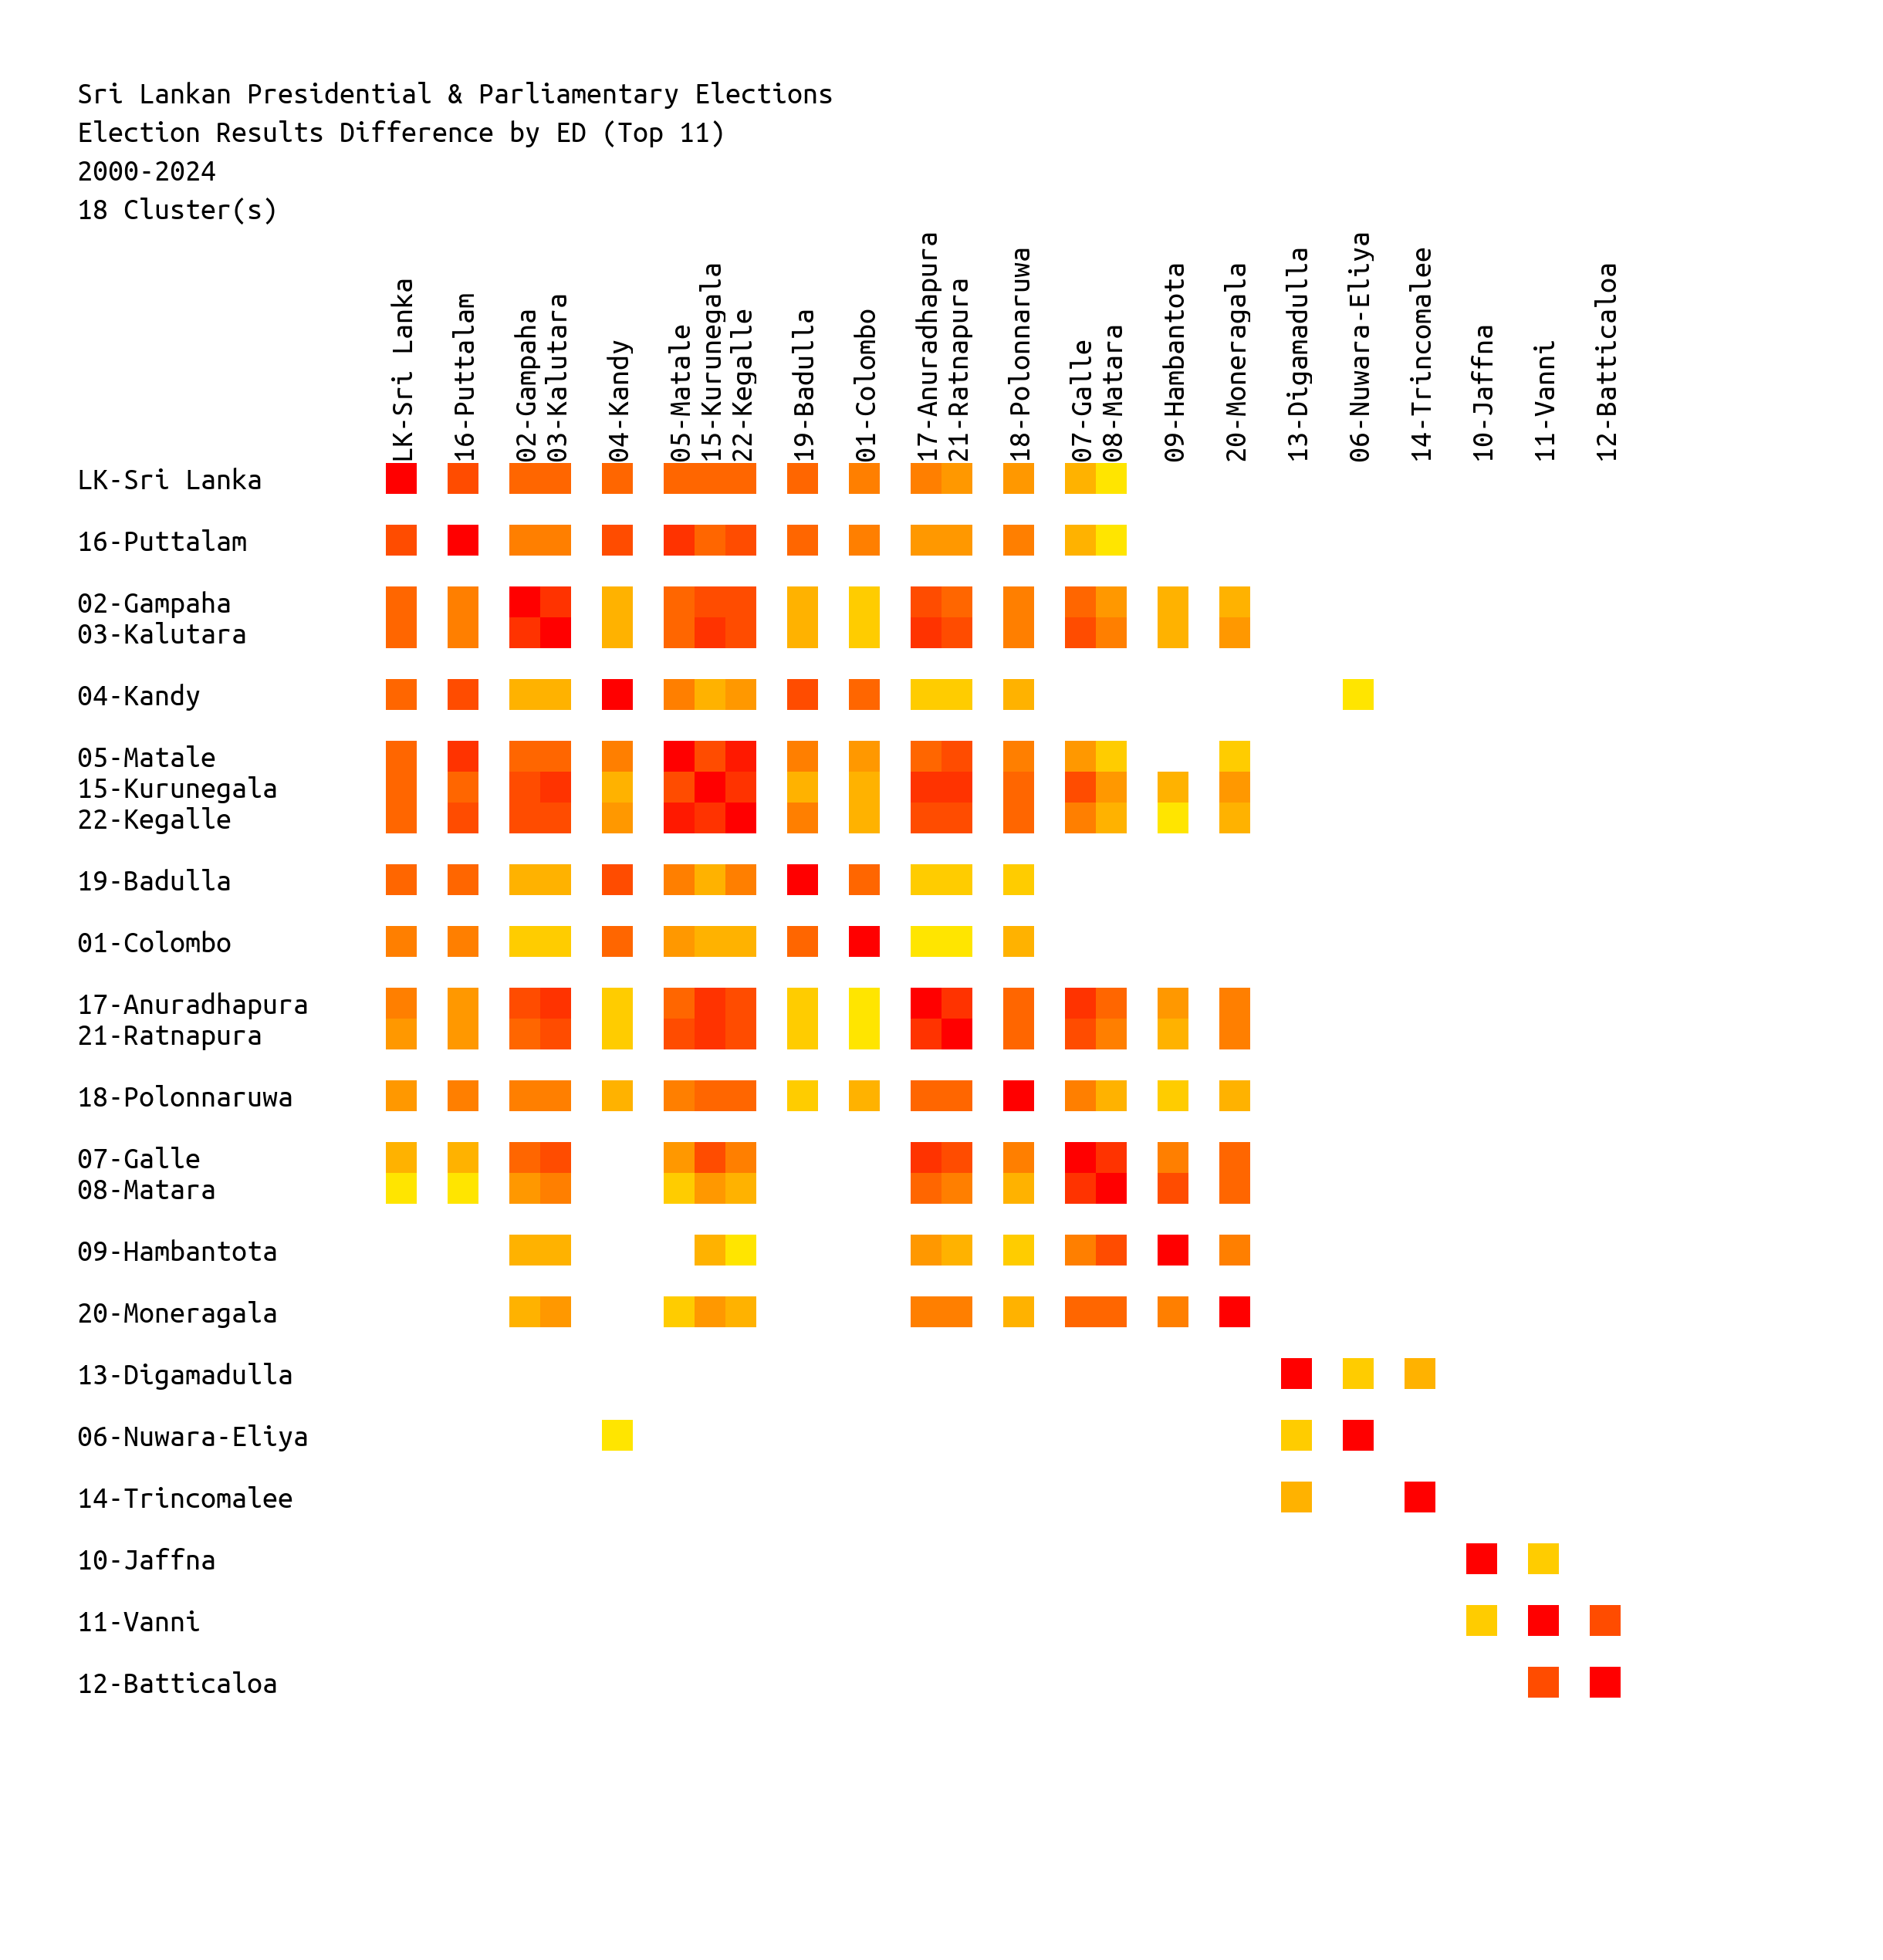 Sri Lankan Presidential & Parliamentary Elections
Election Results Difference by ED (Top 11)
2000-2024
18 Cluster(s)
LK-Sri Lanka
16-Puttalam
02-Gampaha
03-Kalutara
04-Kandy
05-Matale
15-Kurunegala
22-Kegalle
19-Badulla
01-Colombo
17-Anuradhapura
21-Ratnapura
18-Polonnaruwa
07-Galle
08-Matara
09-Hambantota
20-Moneragala
13-Digamadulla
06-Nuwara-Eliya
14-Trincomalee
10-Jaffna
11-Vanni
12-Batticaloa
LK-Sri Lanka
16-Puttalam
02-Gampaha
03-Kalutara
04-Kandy
05-Matale
15-Kurunegala
22-Kegalle
19-Badulla
01-Colombo
17-Anuradhapura
21-Ratnapura
18-Polonnaruwa
07-Galle
08-Matara
09-Hambantota
20-Moneragala
13-Digamadulla
06-Nuwara-Eliya
14-Trincomalee
10-Jaffna
11-Vanni
12-Batticaloa